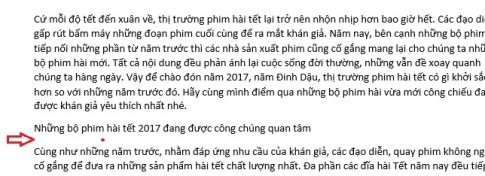 Cứ mỗi độ tết đến xuân về, thị trường phim hài tết lại trở nên nhộn nhịp hơn bao giờ hết. Các đạo di
gấp rút bấm máy những đoạn phim cuối cùng để ra mắt khán giả. Năm nay, bên cạnh những bộ phim
tiếp nối những phần từ năm trước thì các nhà sản xuất phim cũng cố gắng mang lại cho chúng ta nhữ
bộ phim hài mới. Tất cả nội dung đều phản ánh lại cuộc sống đời thường, những vấn đề xoay quanh
chúng ta hàng ngày. Vậy để chào đón năm 2017, năm Đinh Dậu, thị trường phim hài tết có gì khởi sắc
hơn so với những năm trước đó. Hãy cùng mình điểm qua những bộ phim hài vừa mới công chiếu đa
được khán giả yêu thích nhất nhé.
Những bộ phim hài tết 2017 đang được công chúng quan tâm
Cùng như những năm trước, nhằm đáp ứng nhu cầu của khán giả, các đạo diễn, quay phim không ng
cố gắng để đưa ra những sản phẩm hài tết chất lượng nhất. Đa phần các đĩa hài Tết năm nay đều tiếp